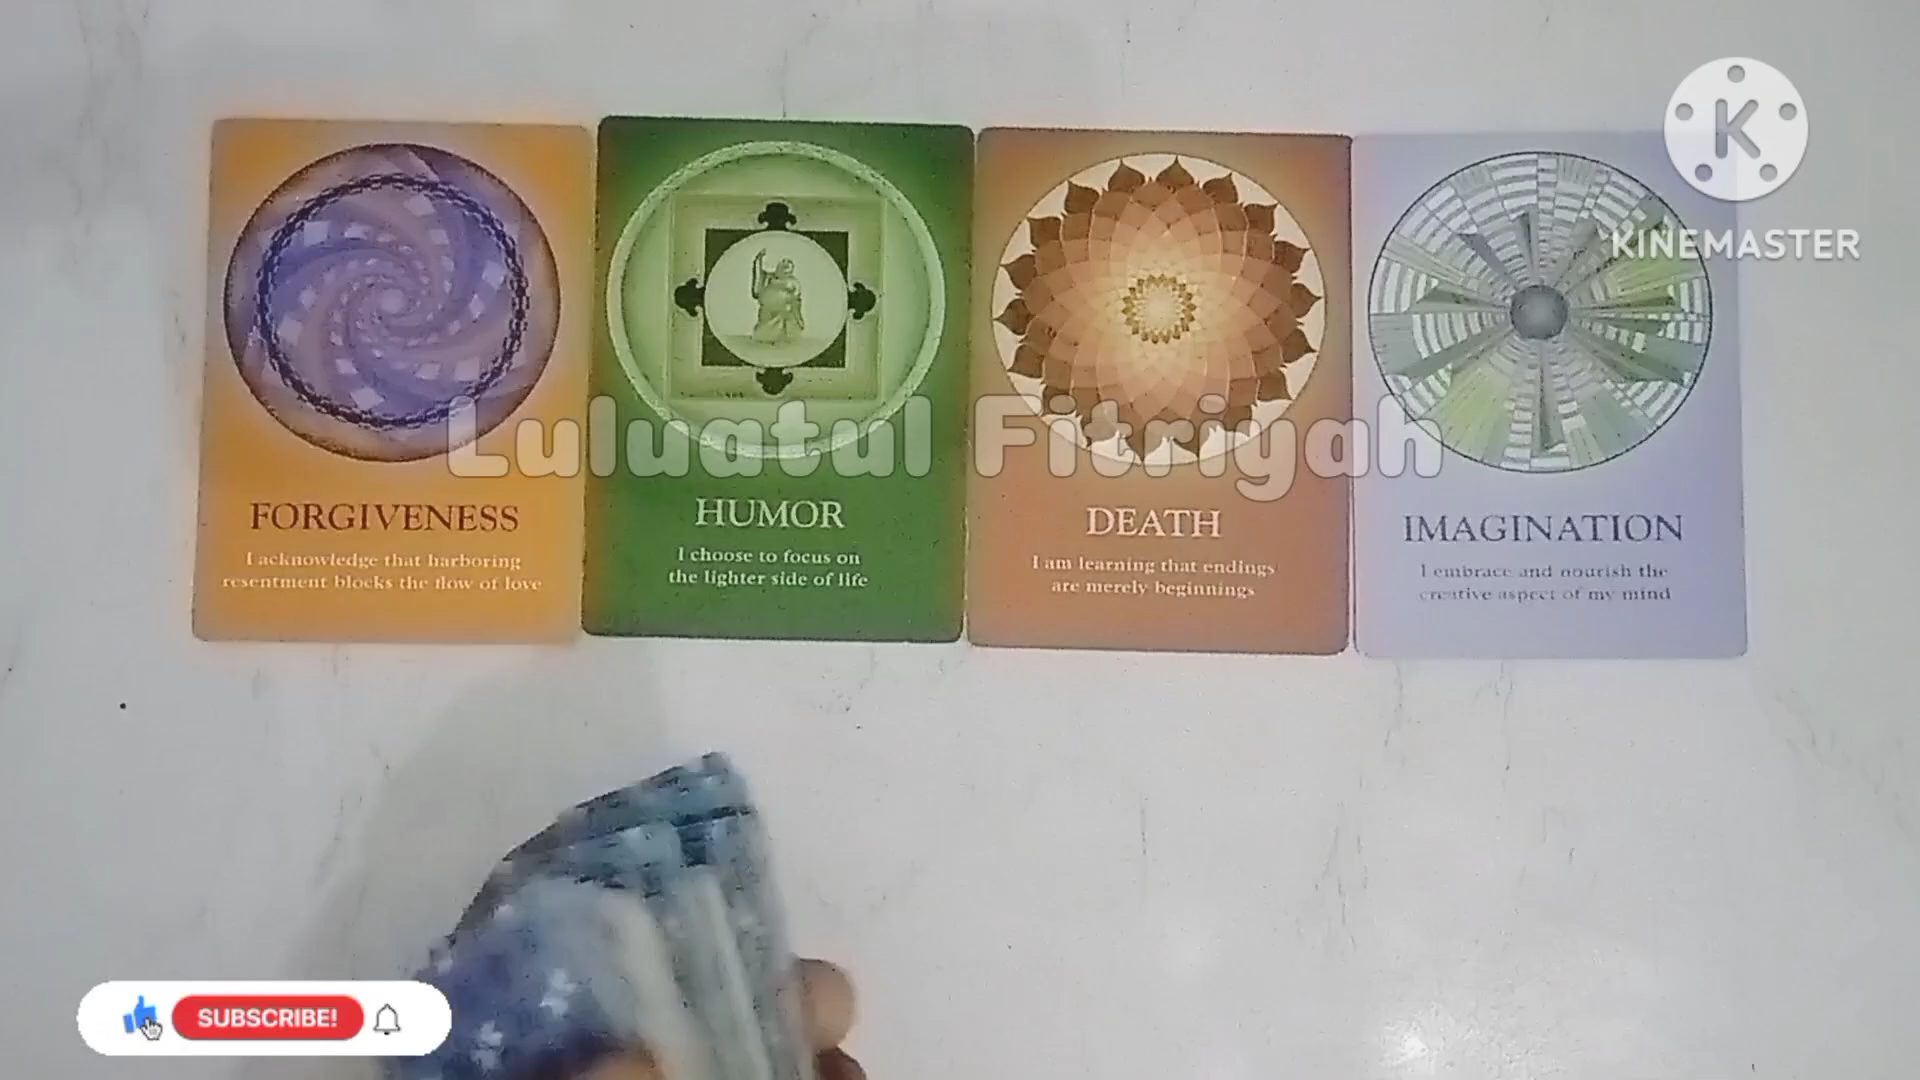 K
KINEMASTER
Luluatul Fitriyah
FORGIVENESS
I acknowledge that harboring
resentment blocks the flow of love
HUMOR
I choose to focus on
the lighter side of life
DEATH
I am learning that endings
are merely beginnings
IMAGINATION
I embrace and nourish the
creative aspect of my mind
SUBSCRIBE!